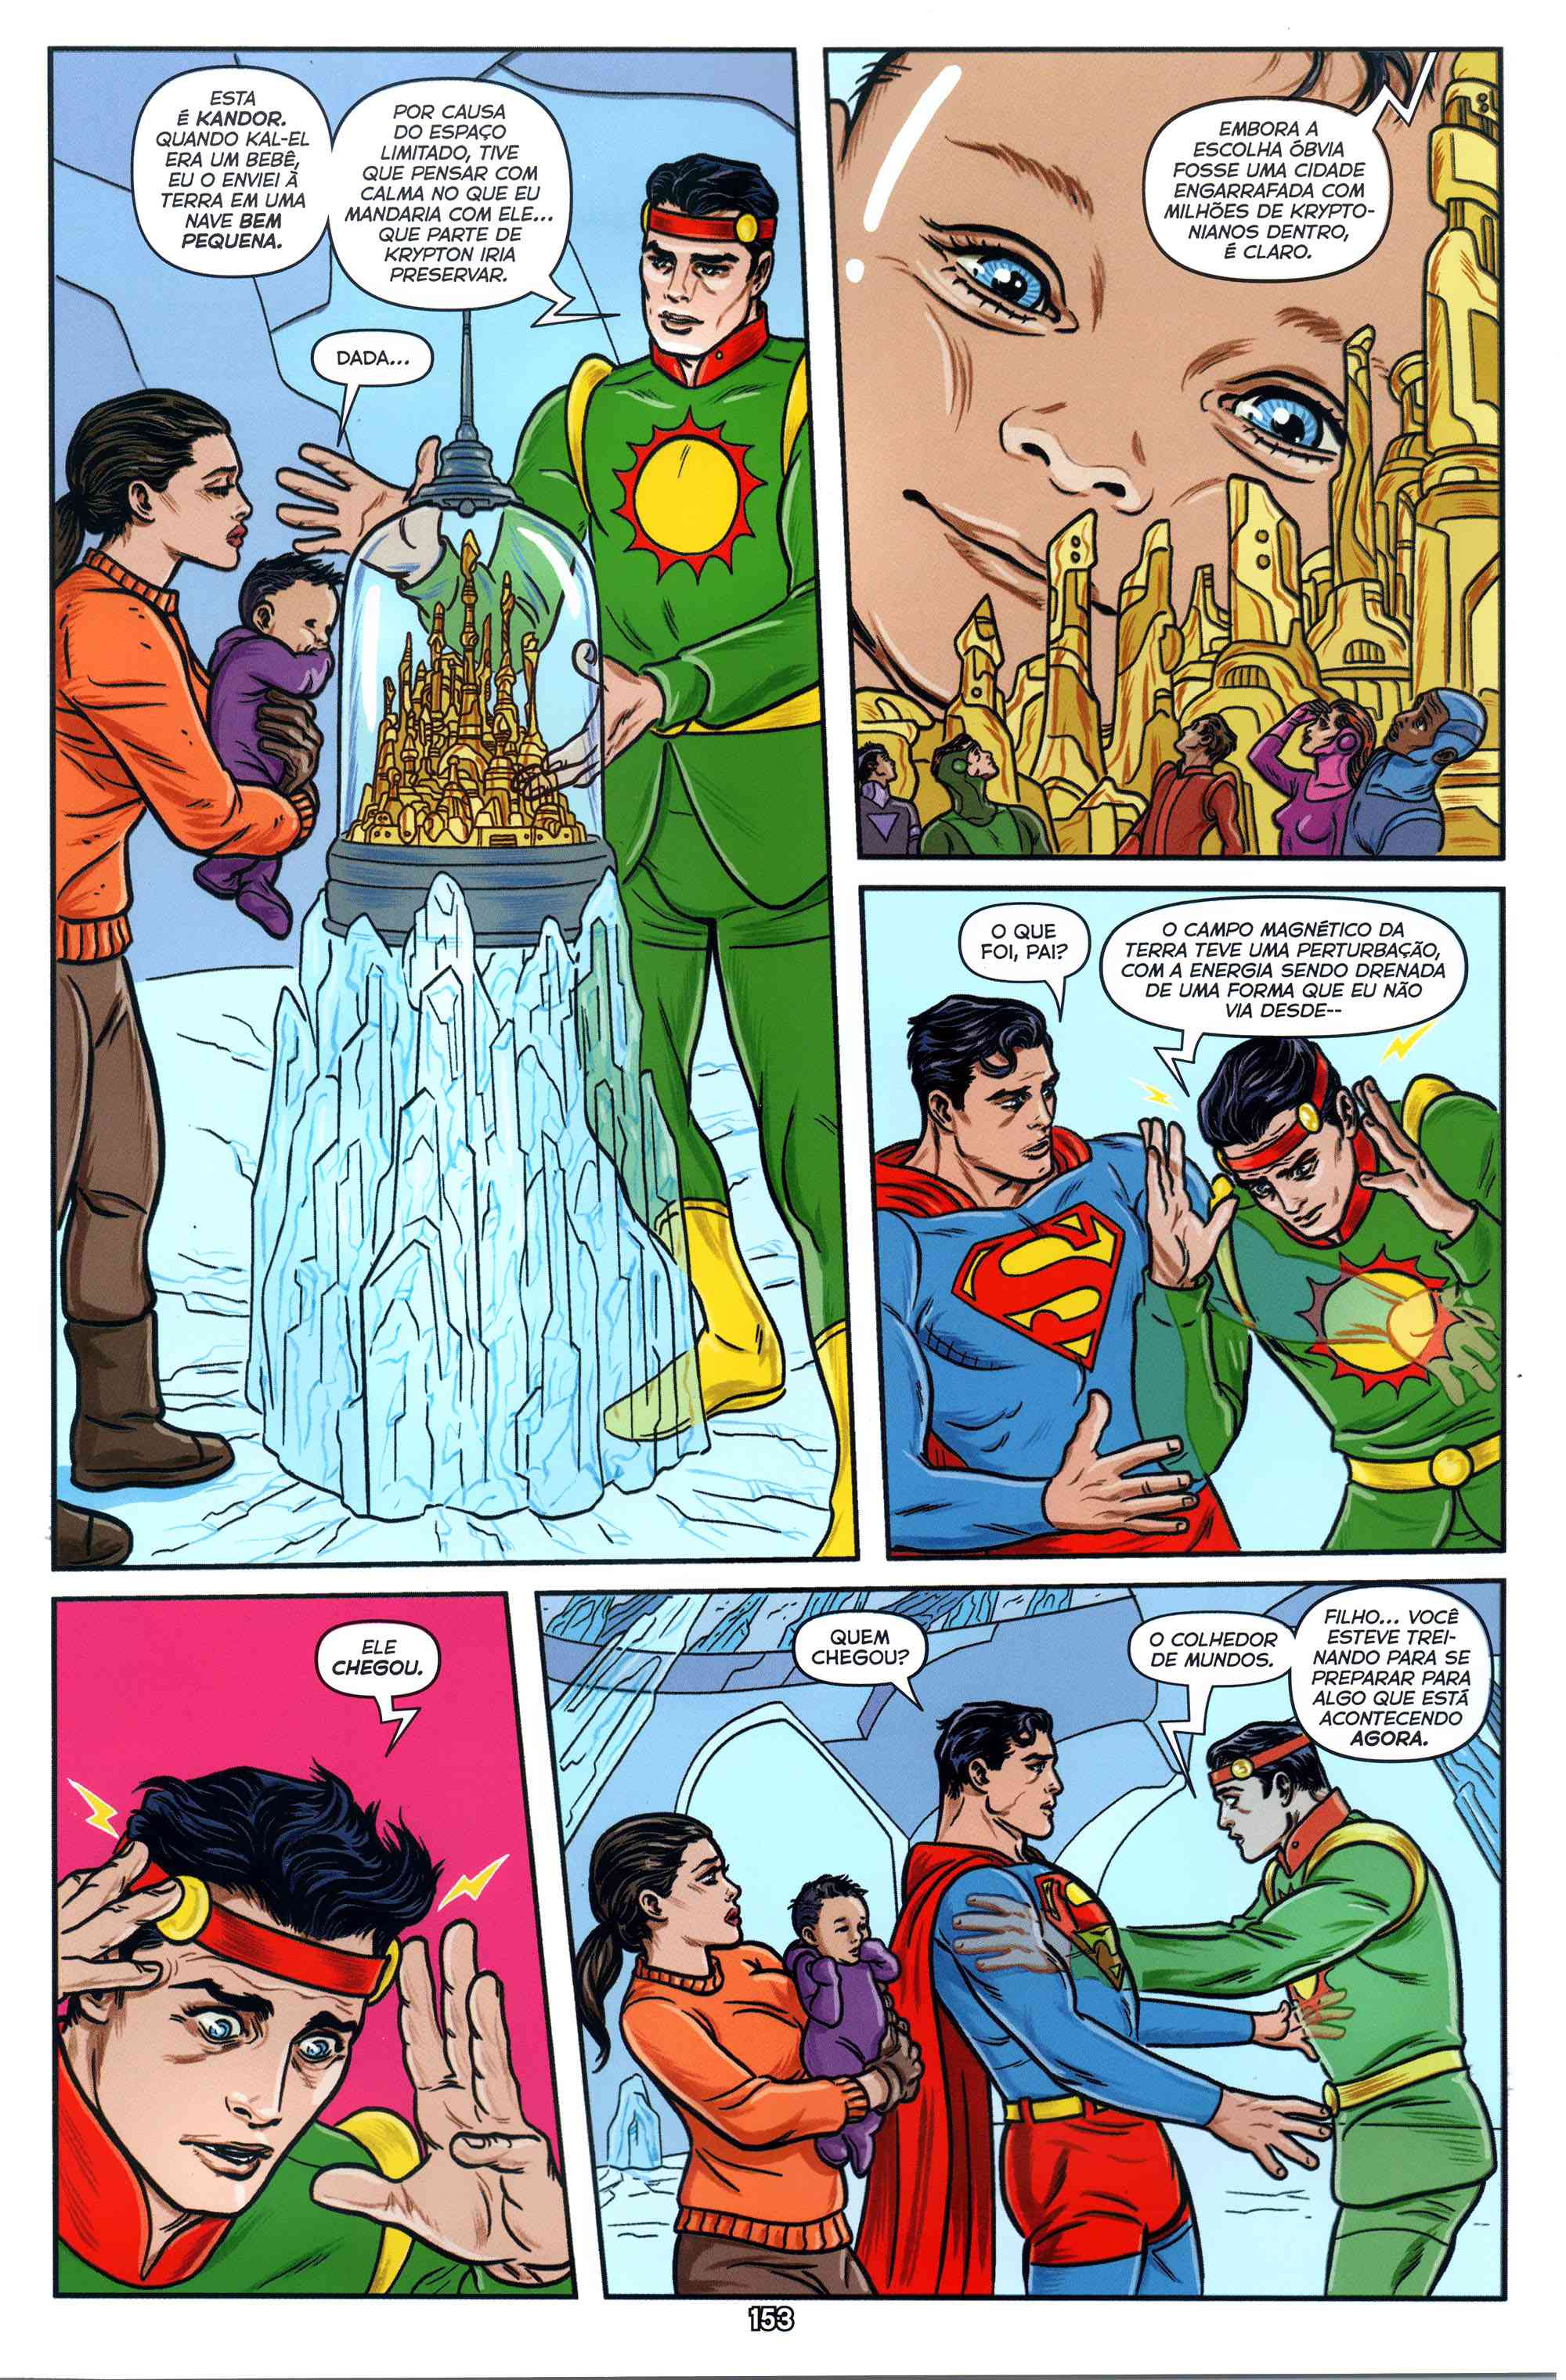 ESTA
É KANDOR.
QUANDO KAL-EL
ERA UM BEBÊ,
EU O ENVIEI À
TERRA EM UMA
NAVE BEM
PEQUENA.
POR CAUSA
DO ESPAÇO
LIMITADO, TIVE
QUE PENSAR COM
CALMA NO QUE EU
MANDARIA COM ELE...
QUE PARTE DE
KRYPTON IRIA
PRESERVAR.
DADA...
EMBORA A
ESCOLHA ÓBVIA
FOSSE UMA CIDADE
ENGARRAFADA COM
MILHÕES DE KRYPTO-
NIANOS DENTRO,
É CLARO.
O QUE
FOI, PAI?
O CAMPO MAGNÉTICO DA
TERRA TEVE UMA PERTURBAÇÃO,
COM A ENERGIA SENDO DRENADA
DE UMA FORMA QUE EU NÃO
VIA DESDE--
ELE
CHEGOU.
QUEM
CHEGOU?
O COLHEDOR
DE MUNDOS.
FILHO... VOCÊ
ESTEVE TREI-
NANDO PARA SE
PREPARAR PARA
ALGO QUE ESTÁ
ACONTECENDO
AGORA.
153